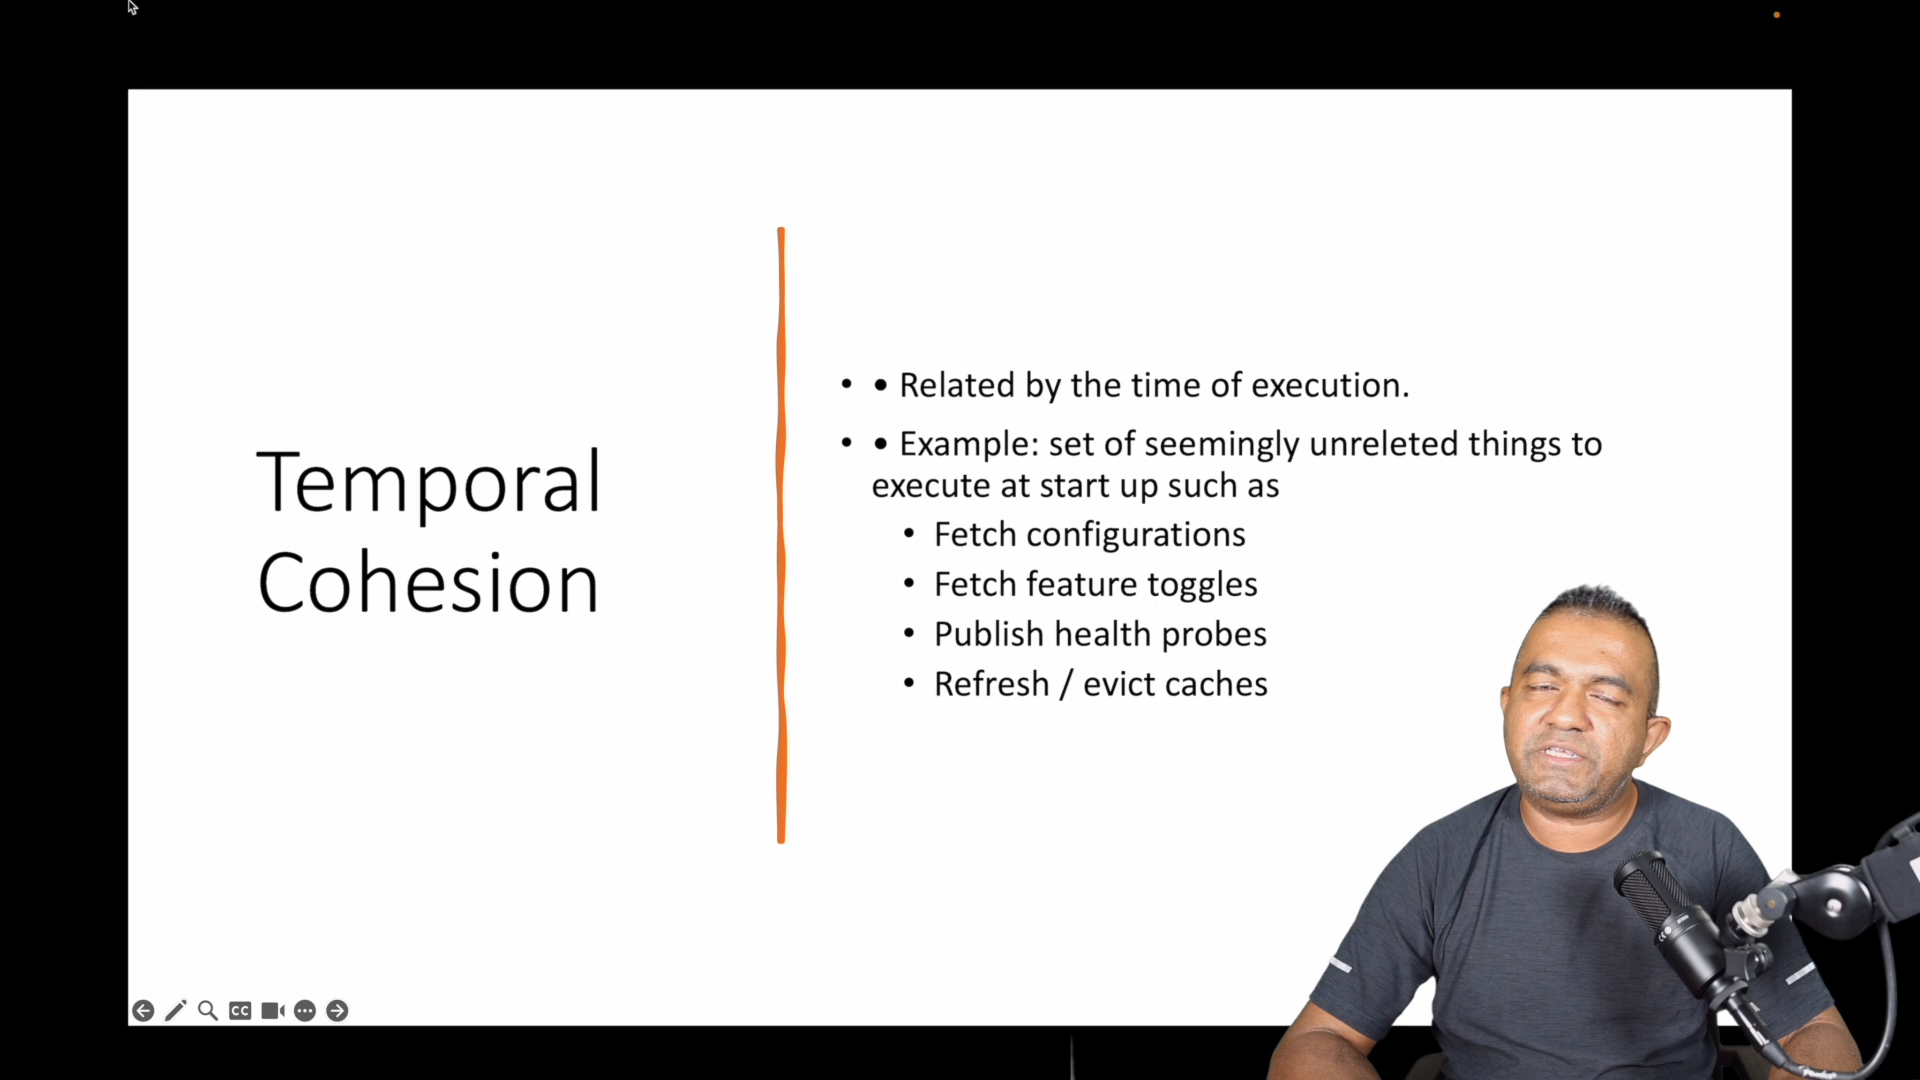 Temporal
Cohesion
• • Related by the time of execution.
• • Example: set of seemingly unreleted things to
execute at start up such as
• Fetch configurations
• Fetch feature toggles
• Publish health probes
• Refresh / evict caches
CC